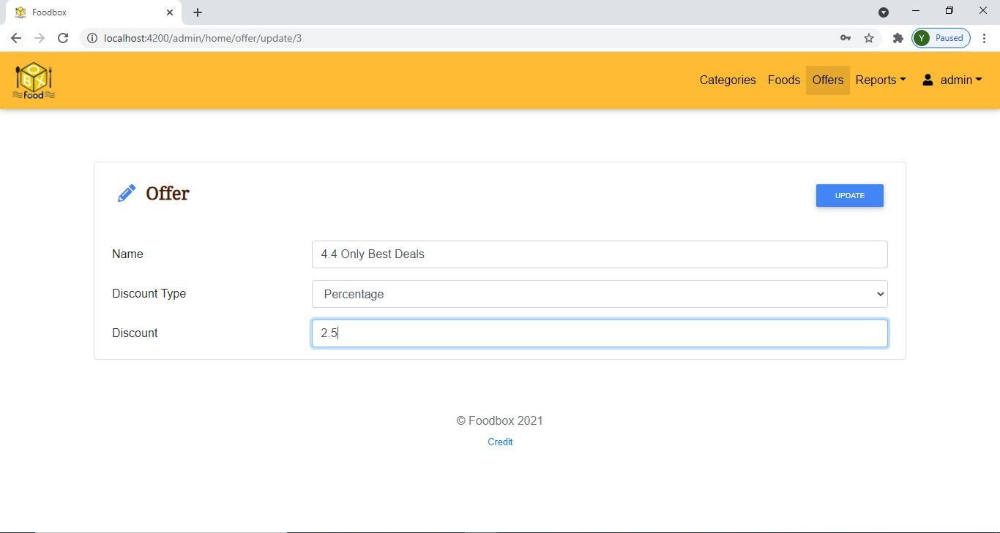 Foodbox
localhost:4200/admin/home/offer/update/3
Y Paused
OBX
Food
Categories Foods Offers Reports admin
Offer
UPDATE
Name 4.4 Only Best Deals
Discount Type Percentage
Discount 2.5
© Foodbox 2021
Credit